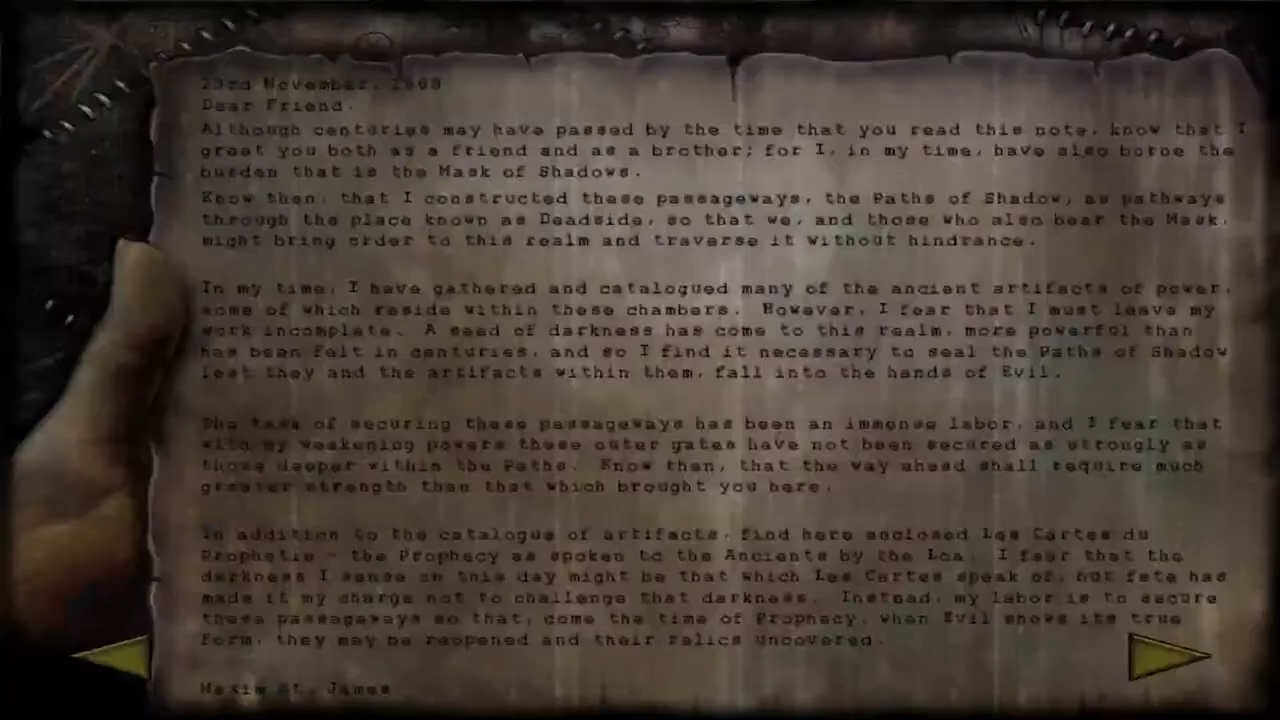 23rd November,
Dear Friend,
Although centuries may have passed by the time that you read this note, know that I
greet you both as a friend and as a brother; for I, in my time, have also borne the
burden that is the Mask of Shadows.
Know then, that I constructed these passageways, the Paths of Shadow, as pathways
through the place known as Deadside, so that we, and those who also bear the Mask,
might bring order to this realm and traverse it without hindrance.
In my time, I have gathered and catalogued many of the ancient artifacts of power,
some of which reside within these chambers. However, I fear that I must leave my
work incomplete. A seed of darkness has come to this realm, more powerful than
has been felt in centuries, and so I find it necessary to seal the Paths of Shadow
lest they and the artifacts within them, fall into the hands of Evil.
The task of securing these passageways has been an immense labor, and I fear that
with my weakening powers these outer gates have not been secured as strongly as
those deeper within the Paths. Know then, that the way ahead shall require much
greater strength than that which brought you here.
In addition to the catalogue of artifacts, find here enclosed Les Cartes du
Prophetie - the Prophecy as spoken to the Ancients by the Loa. I fear that the
darkness I sense on this day might be that which Les Cartes speak of, but fate has
made it my charge not to challenge that darkness. Instead, my labor is to secure
these passageways so that, come the time of Prophecy, when Evil shows its true
Form, they may be reopened and their relics uncovered.
Maxim St. James